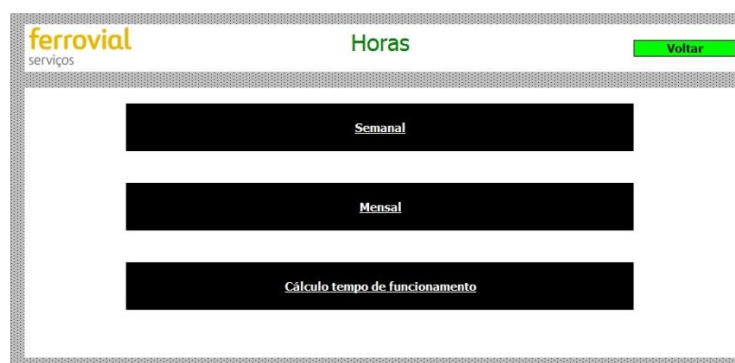 ferrovial
serviços
Horas
Voltar
Semanal
Mensal
Cálculo tempo de funcionamento